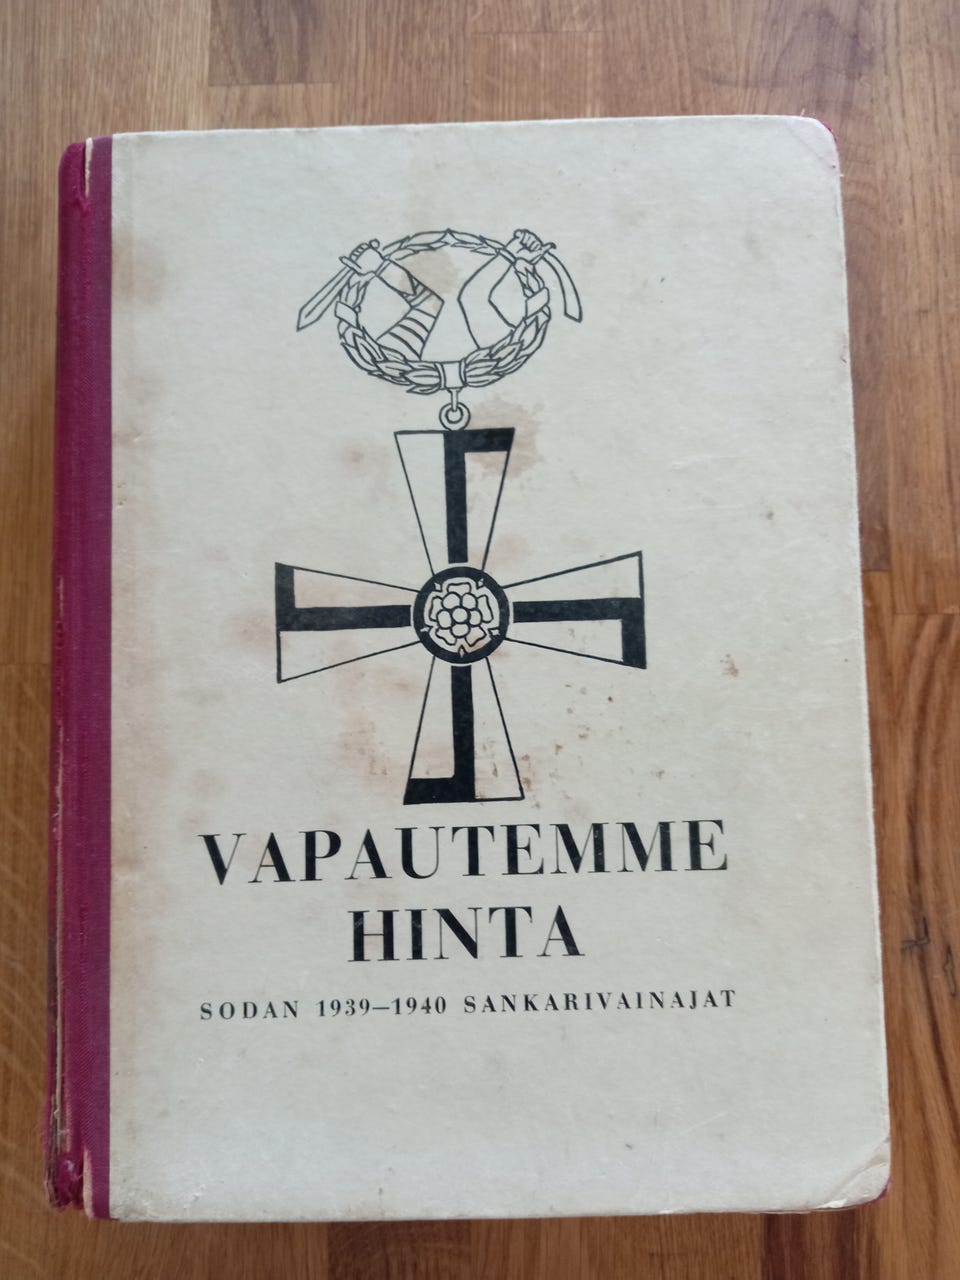 VAPAUTEMME
HINTA
SODAN 1939–1940 SANKARIVAINAJAT